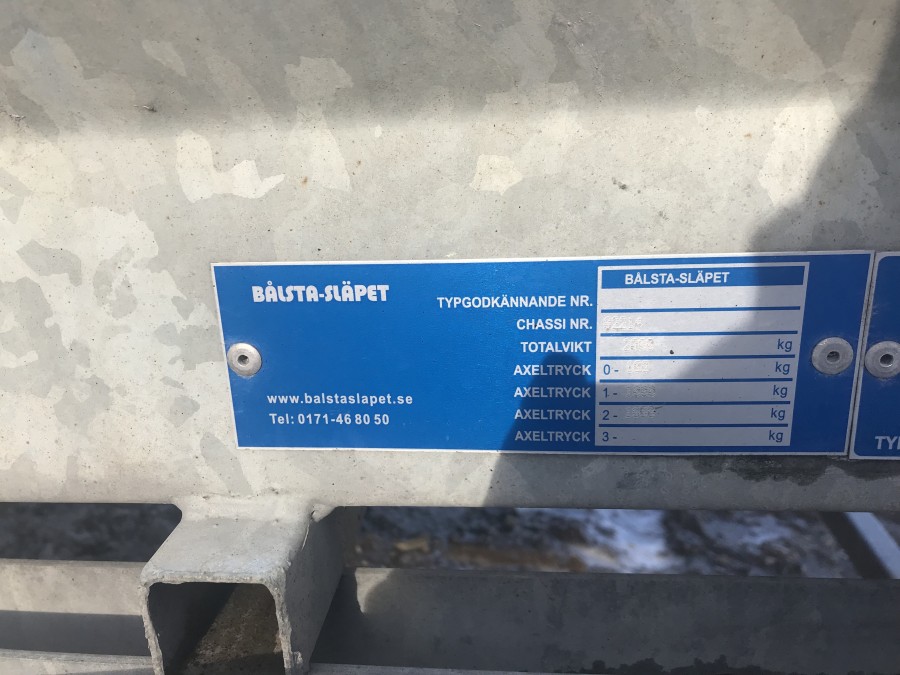 BÅLSTA-SLÄPET
www.balstaslapet.se
Tel: 0171-46 80 50
BÅLSTA-SLÄPET
TYPGODKÄNNANDE NR.
CHASSI NR.
TOTALVIKT kg
AXELTRYCK 0- kg
AXELTRYCK 1- kg
AXELTRYCK 2- kg
AXELTRYCK 3- kg